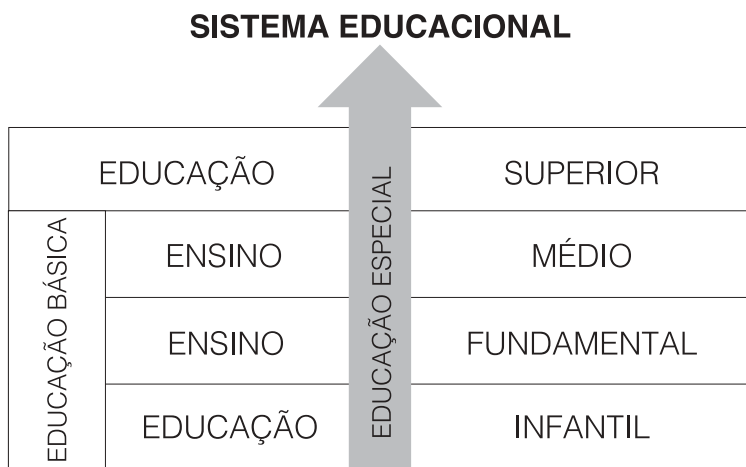 SISTEMA EDUCACIONAL
EDUCAÇÃO SUPERIOR
EDUCAÇÃO BÁSICA
ENSINO MÉDIO
ENSINO FUNDAMENTAL
EDUCAÇÃO INFANTIL
EDUCAÇÃO ESPECIAL